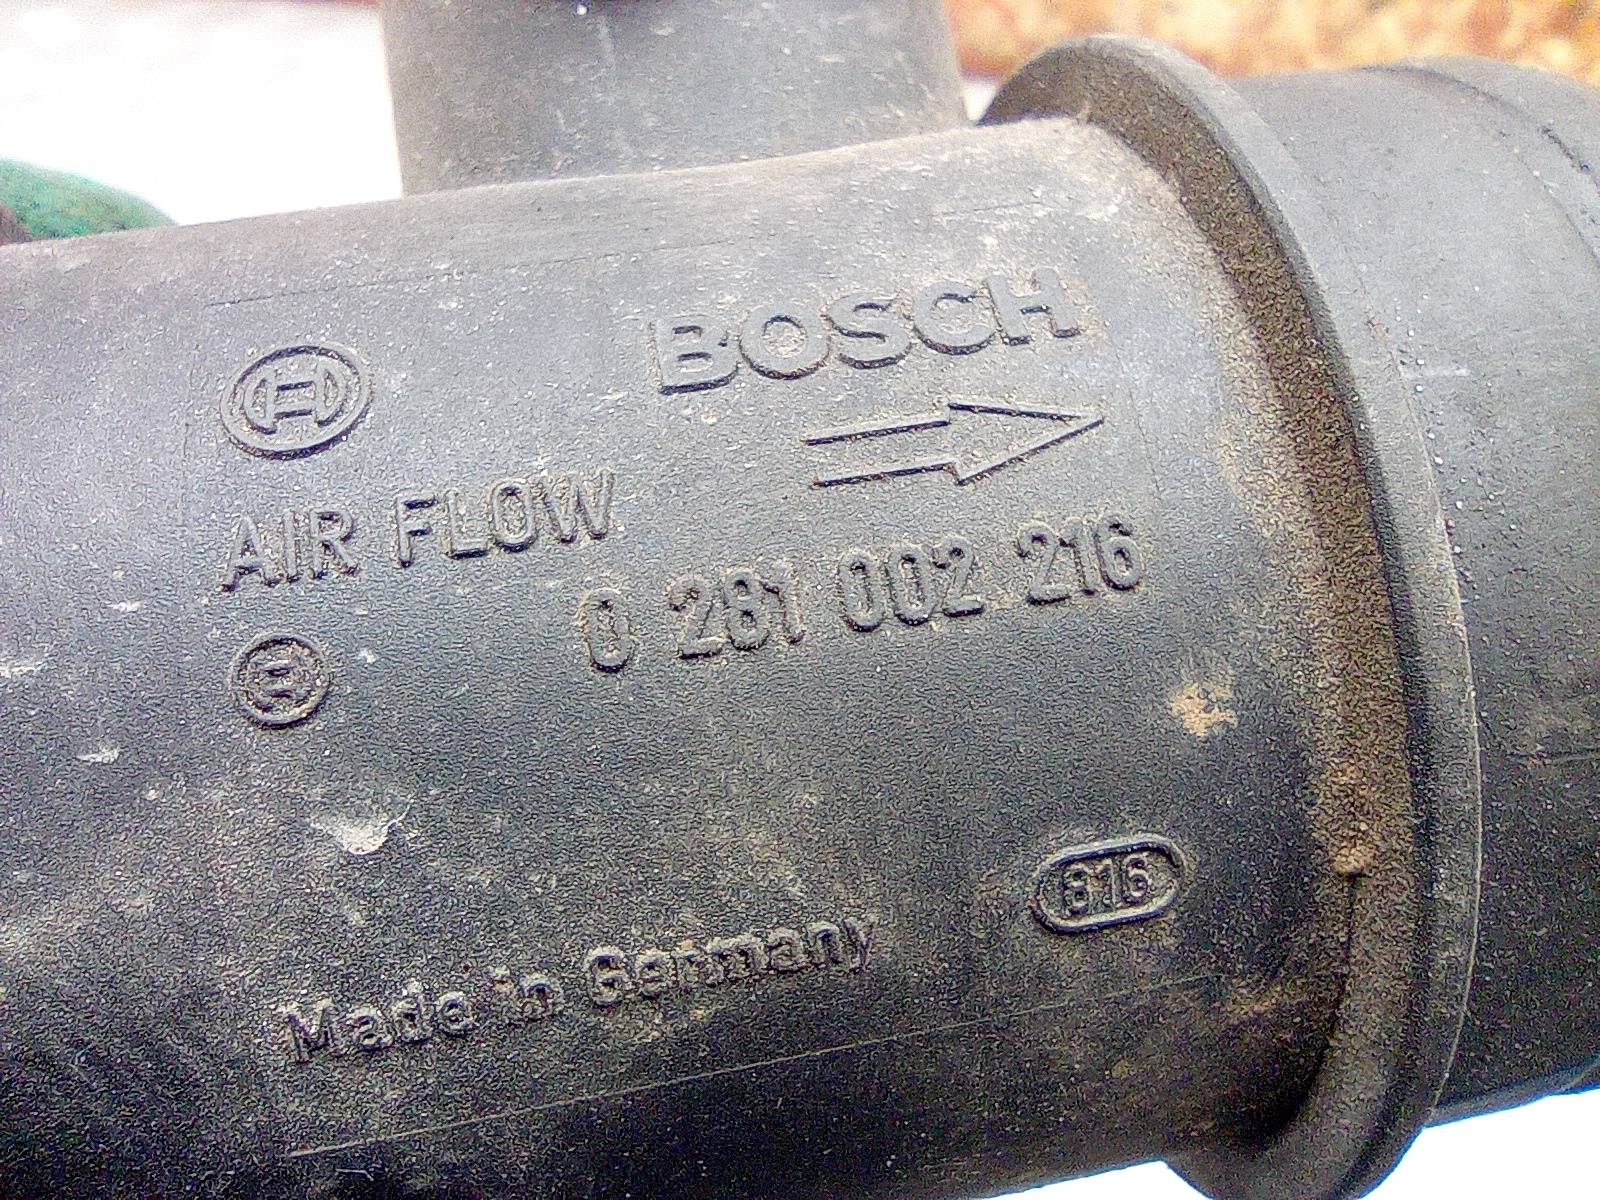 BOSCH
AIR FLOW
0 281 002 216
816
Made in Germany